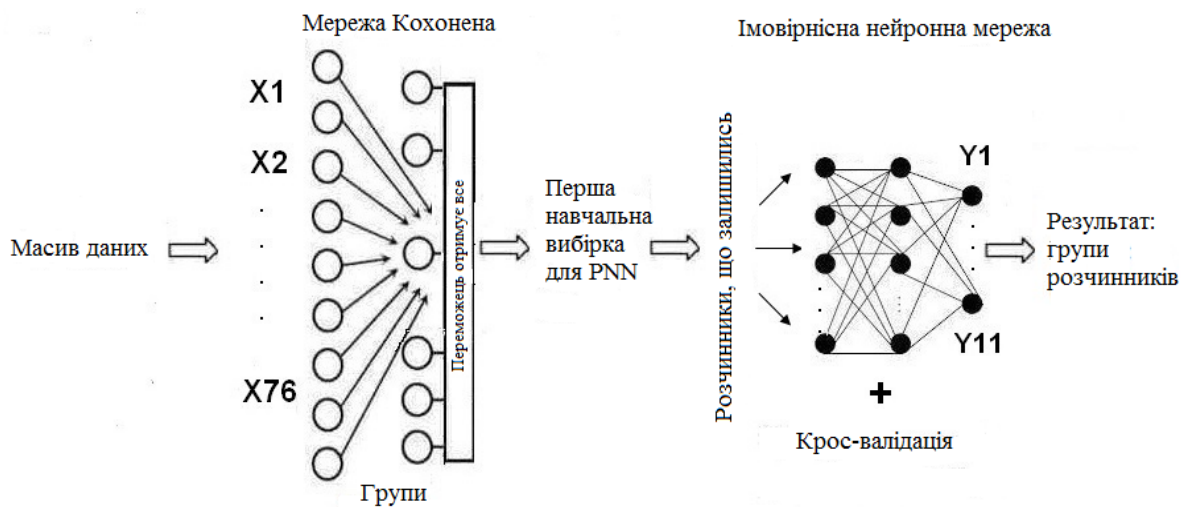 Мережа Кохонена
Імовірнісна нейронна мережа
X1
X2
X76
Масив даних
Переможець отримує все
Групи
Перша
навчальна
вибірка
для PNN
Розчинники, що залишились
Y1
Y11
+
Крос-валідація
Результат:
групи
розчинників